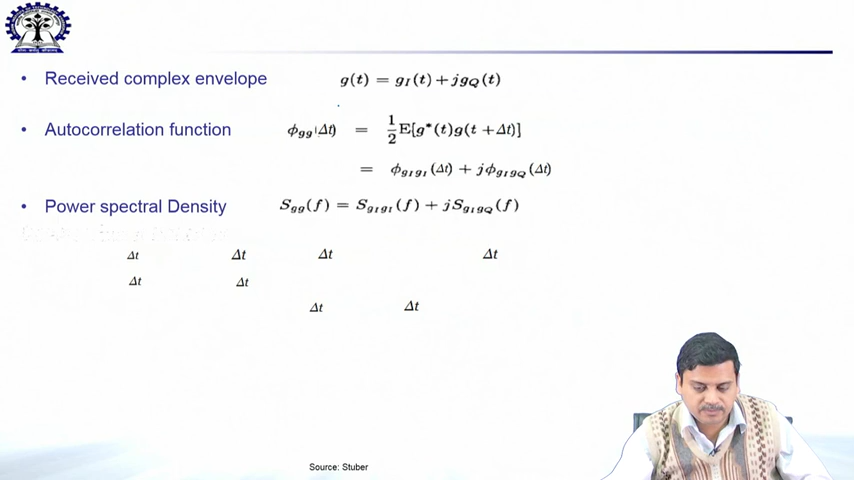 • Received complex envelope g(t) = g_I(t) + jg_Q(t)
• Autocorrelation function ϕ_gg(Δt) = 1/2 E[g*(t)g(t + Δt)]
= ϕ_{g_I g_I}(Δt) + jϕ_{g_I g_Q}(Δt)
• Power spectral Density S_gg(f) = S_{g_I g_I}(f) + jS_{g_I g_Q}(f)
Δt Δt Δt Δt
Δt Δt
Δt Δt
Source: Stuber